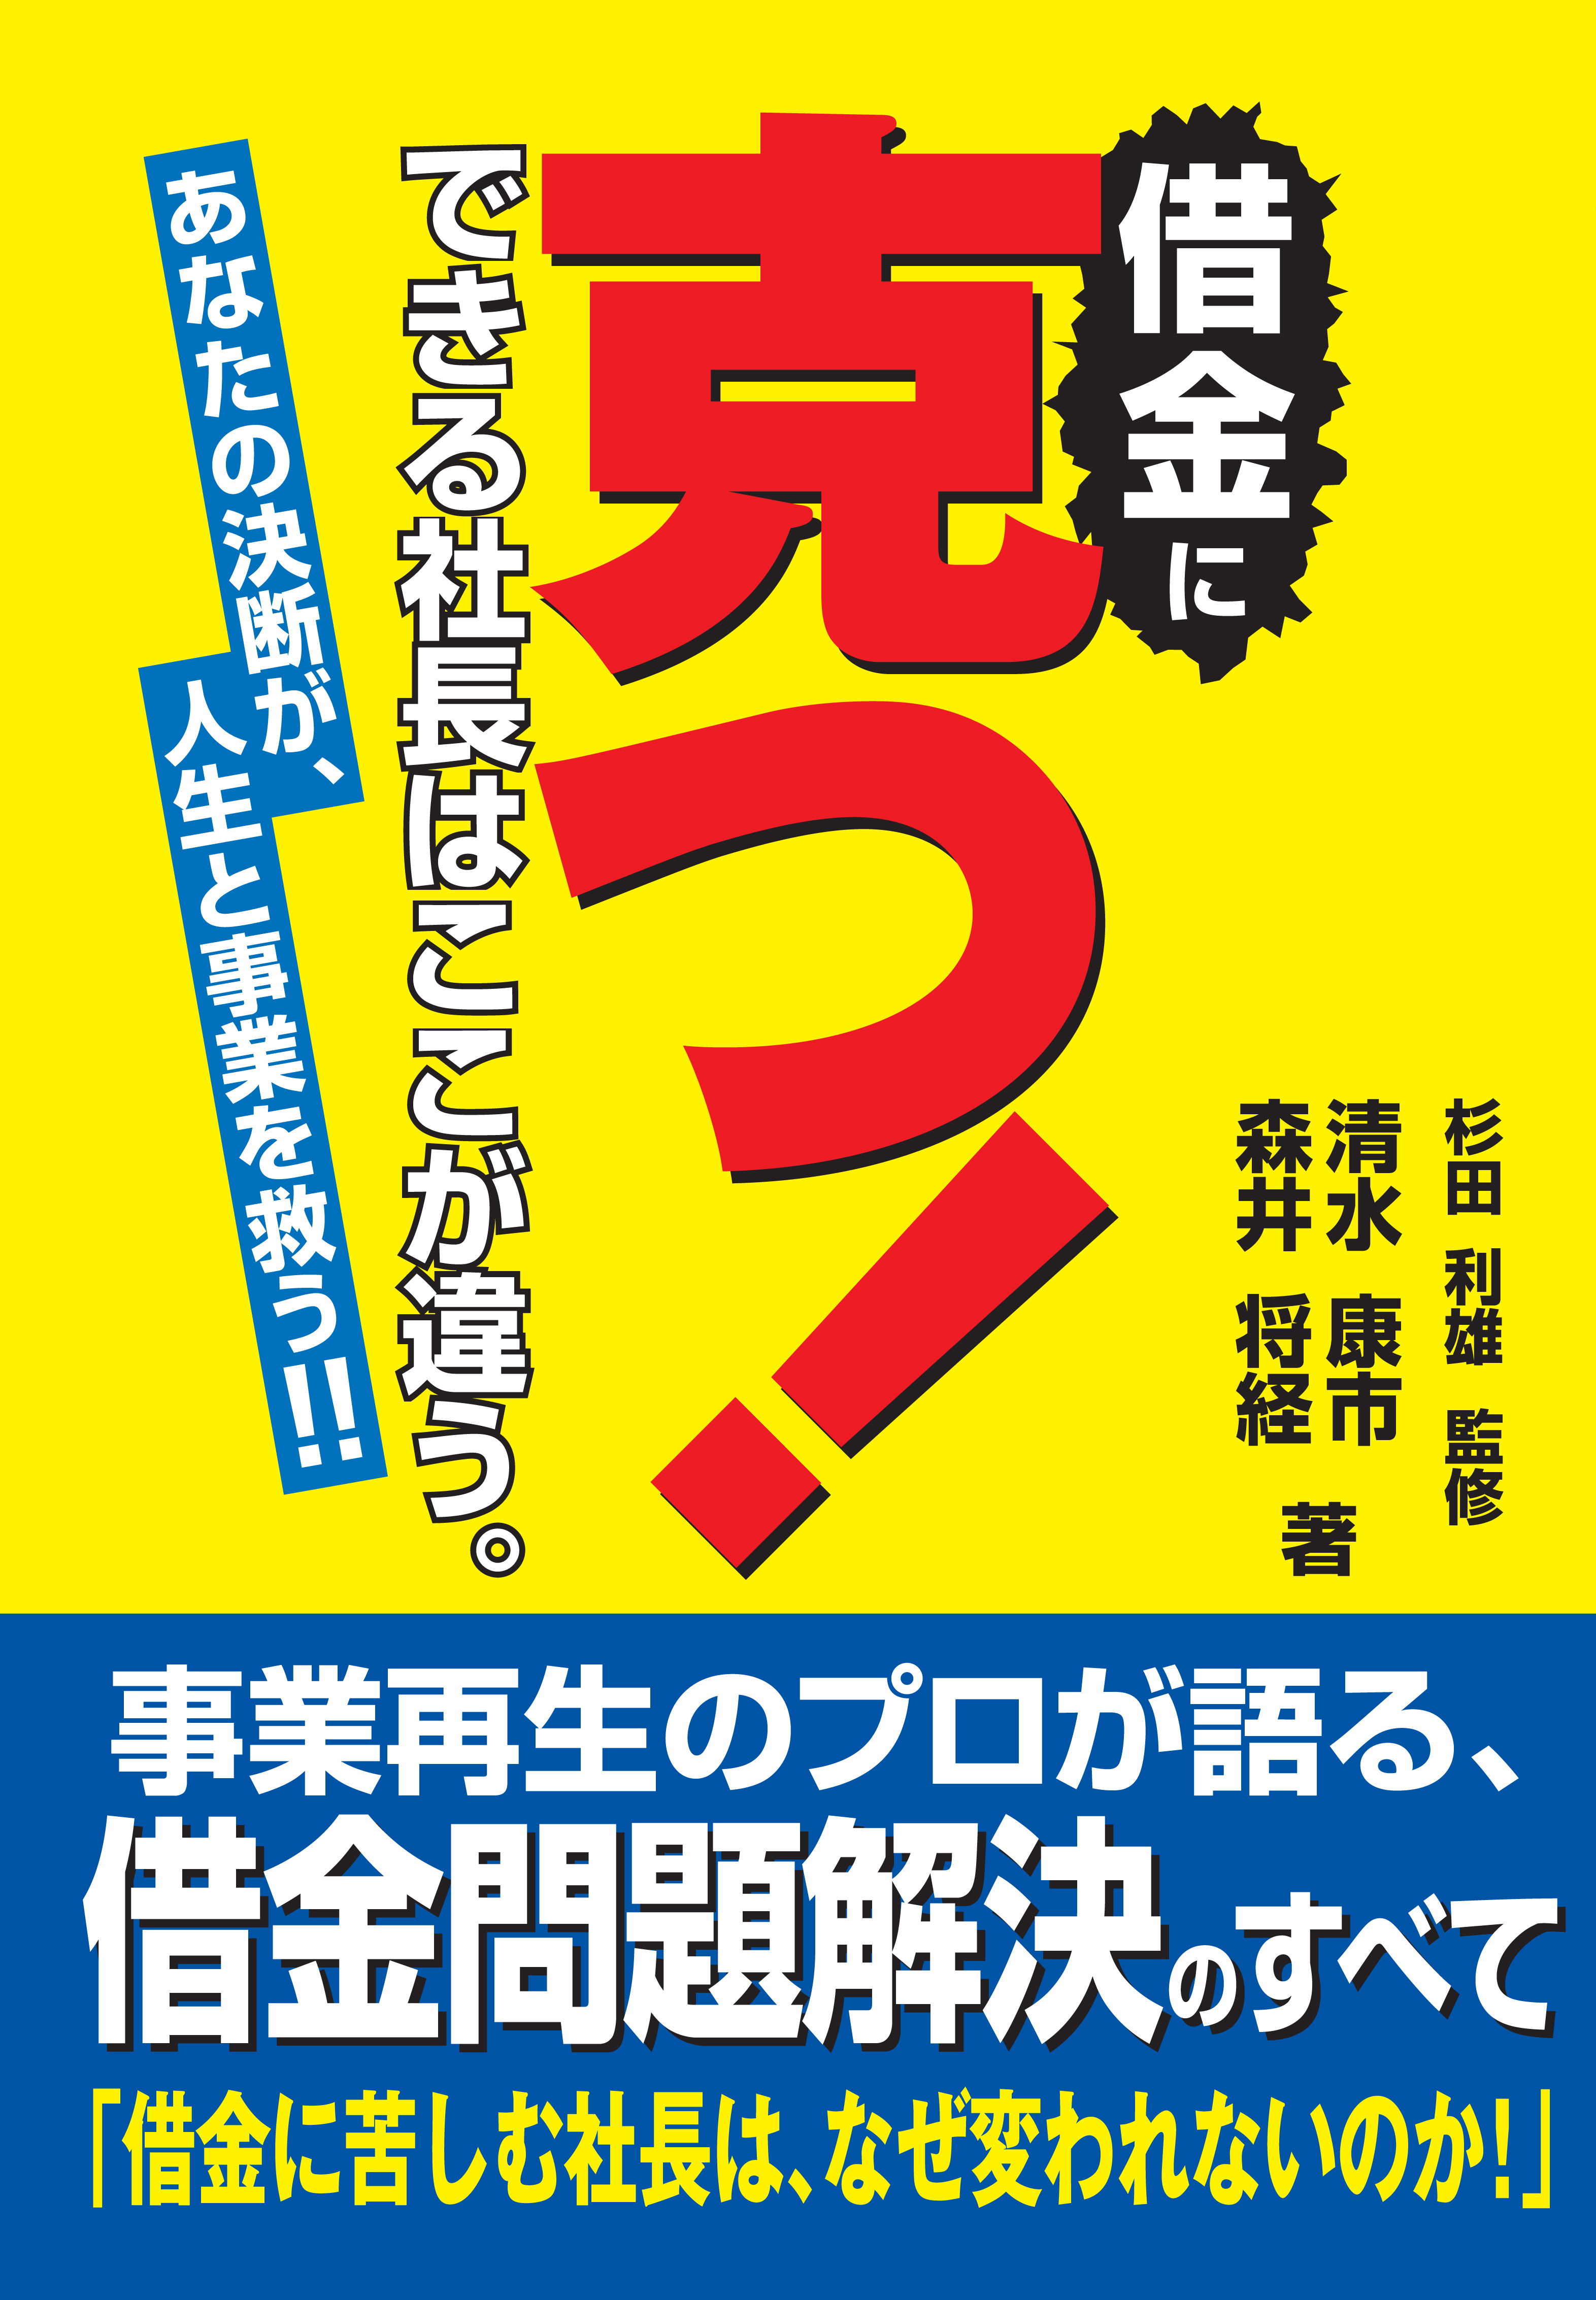 借金に
克つ!
できる社長はここが違う。
あなたの決断が、
人生と事業を救う!!
杉田 利雄 監修
清水 康市
森井 将経
著
事業再生のプロが語る、
借金問題解決のすべて
「借金に苦しむ社長は、なぜ変われないのか!」